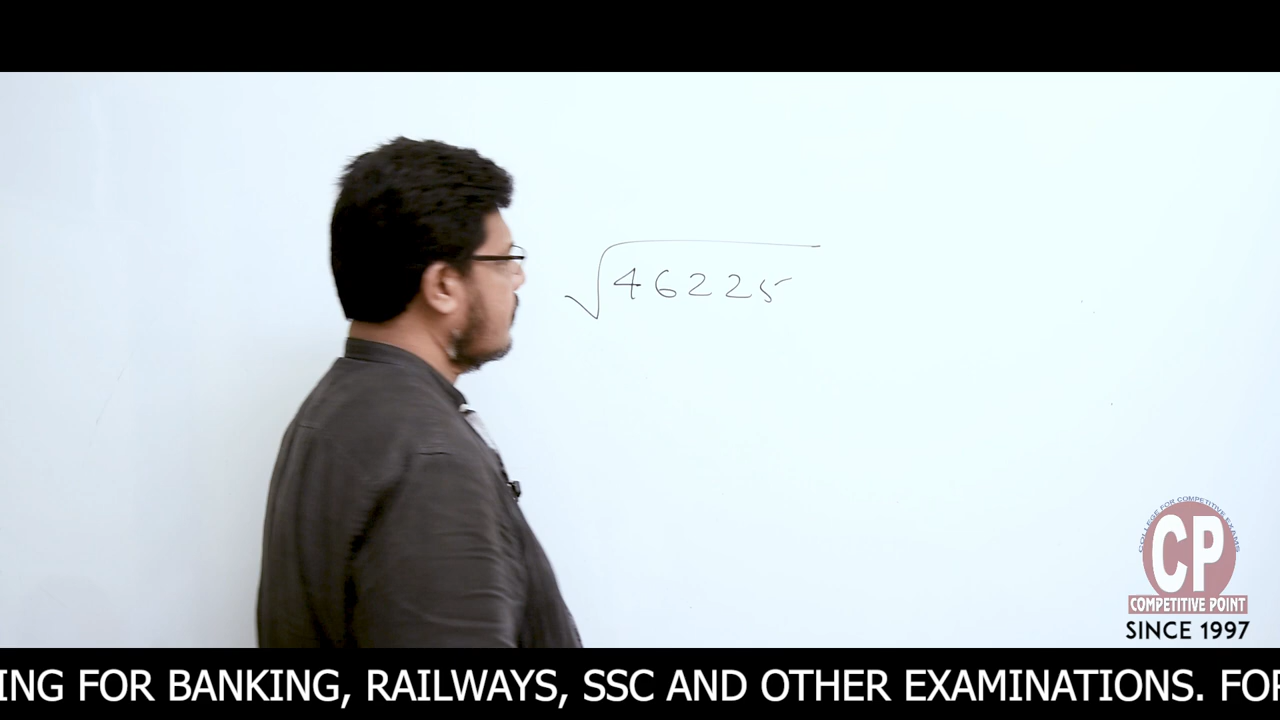 √46225
COLLEGE FOR COMPETITIVE EXAMS
CP
COMPETITIVE POINT
SINCE 1997
ING FOR BANKING, RAILWAYS, SSC AND OTHER EXAMINATIONS. FOR